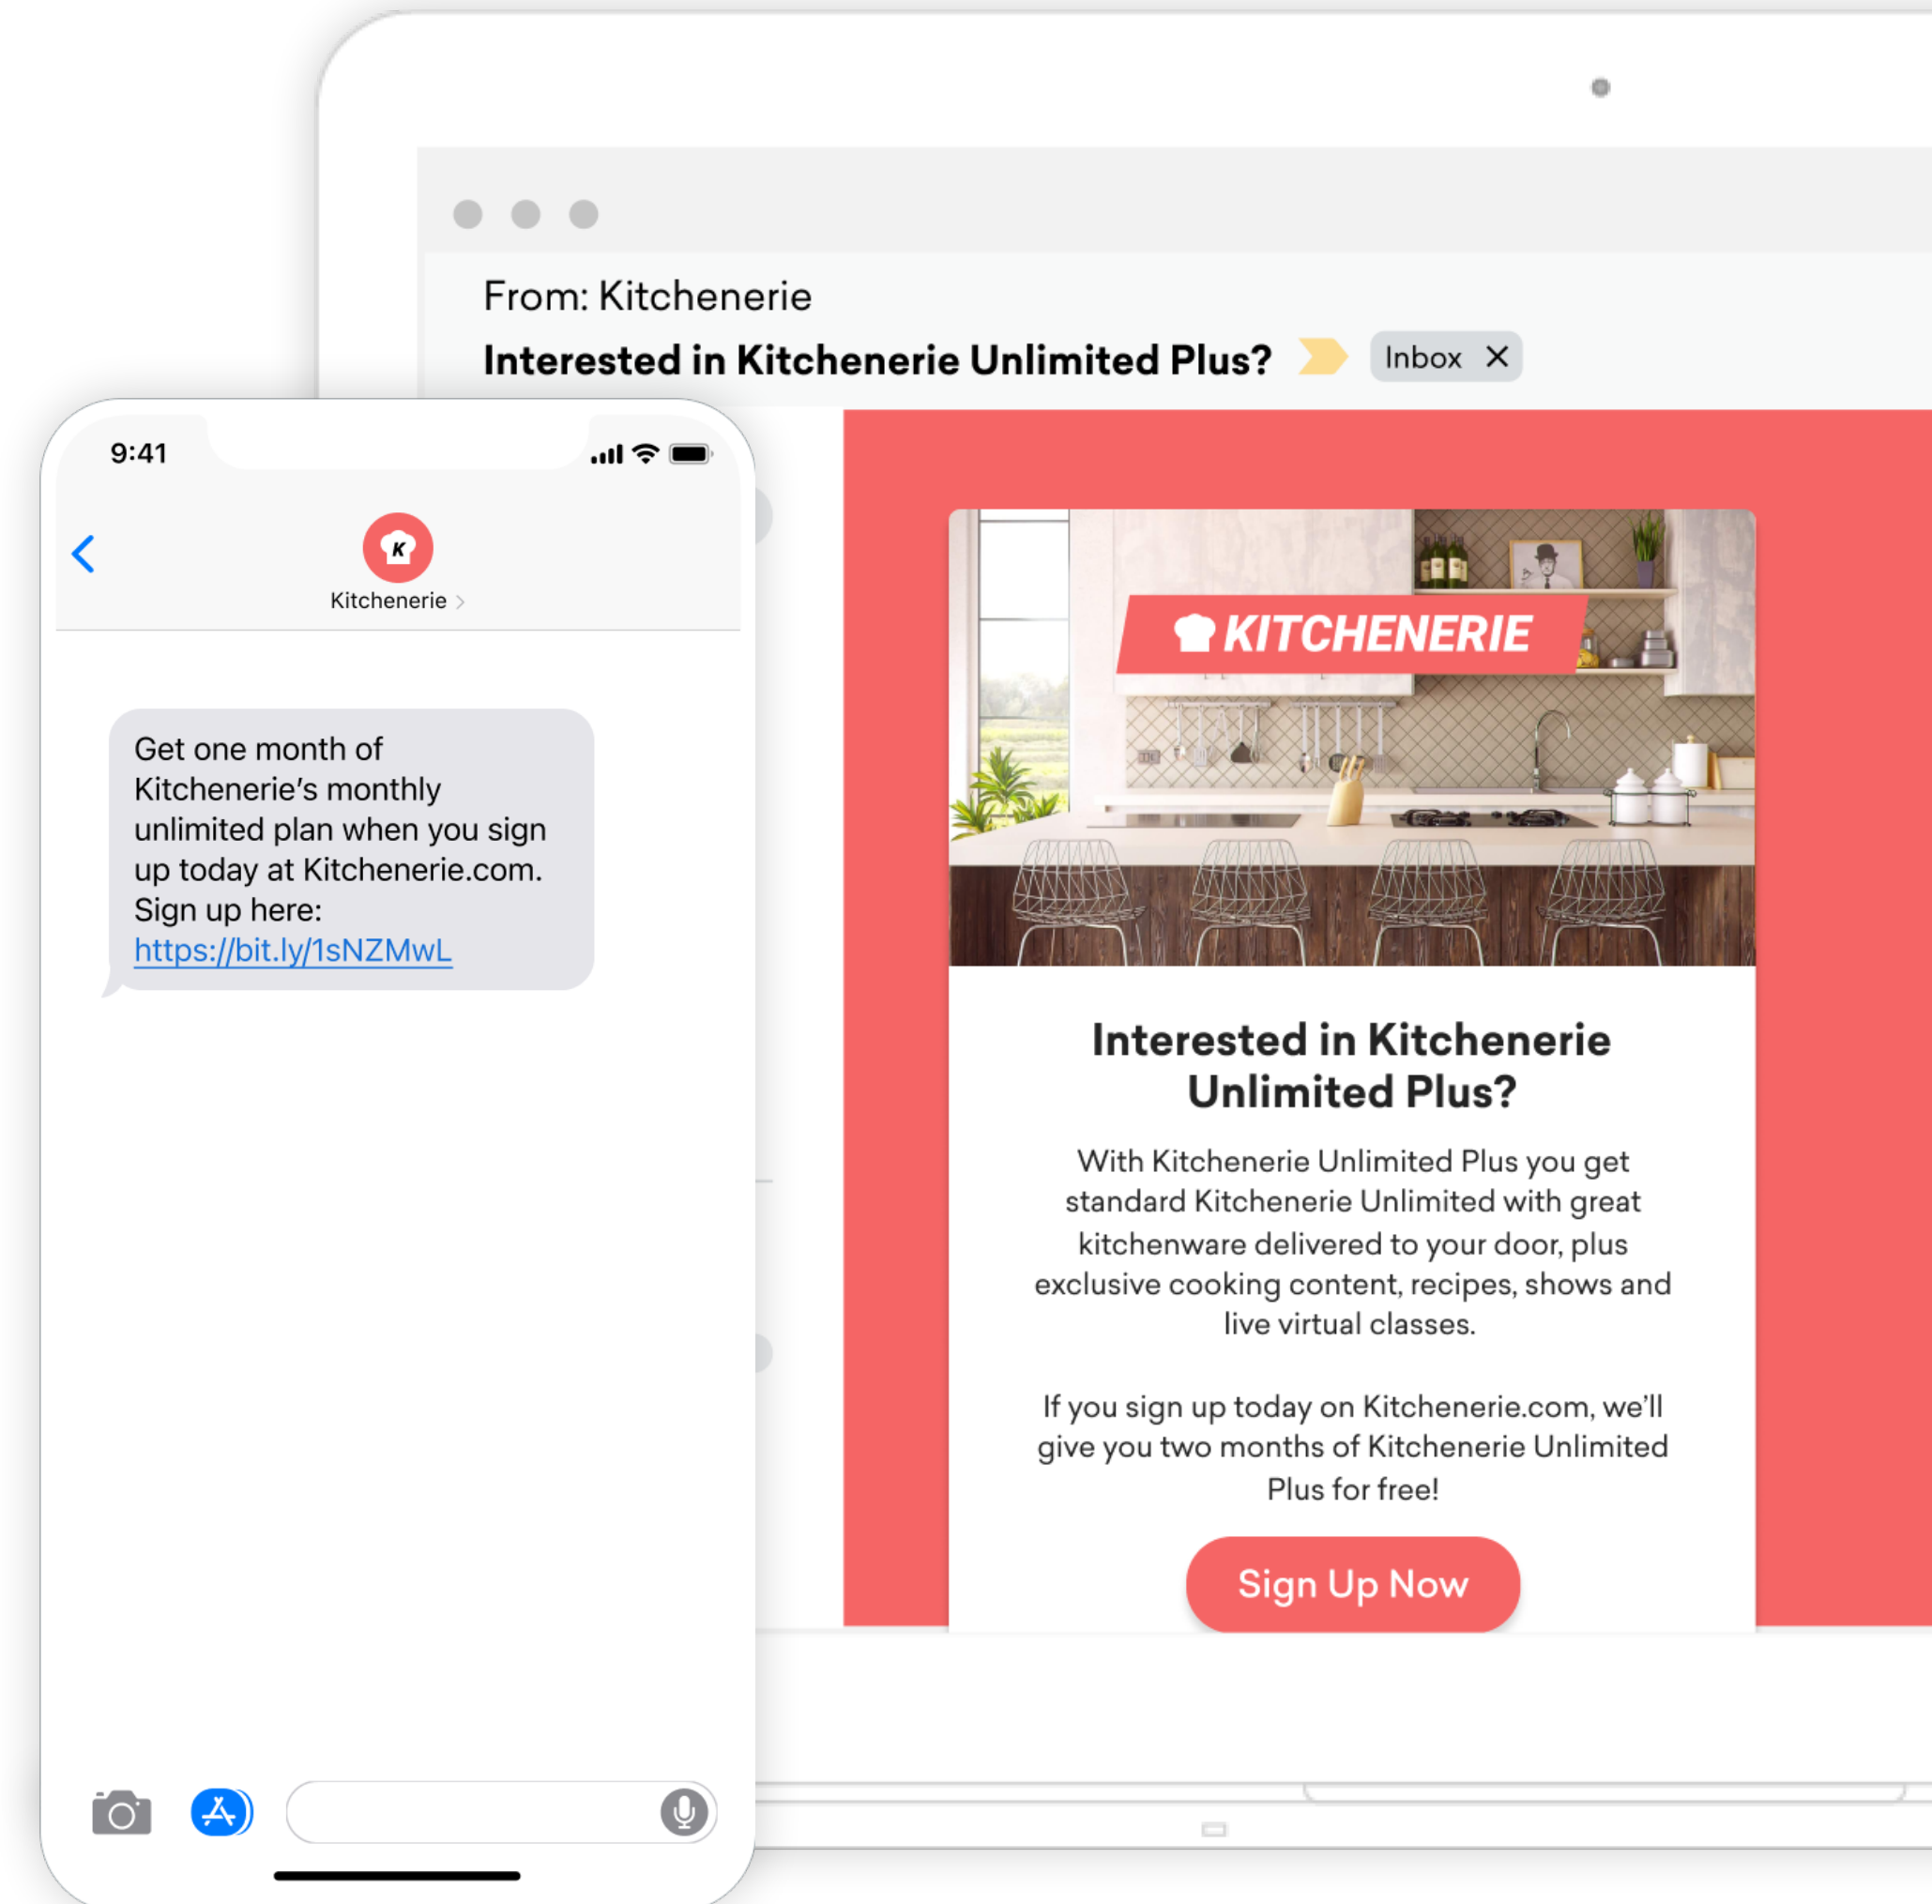 From: Kitchenerie
Interested in Kitchenerie Unlimited Plus?
Inbox
9:41
K
Kitchenerie
Get one month of
Kitchenerie’s monthly
unlimited plan when you sign
up today at Kitchenerie.com.
Sign up here:
https://bit.ly/1sNZMwL
KITCHENERIE
Interested in Kitchenerie
Unlimited Plus?
With Kitchenerie Unlimited Plus you get
standard Kitchenerie Unlimited with great
kitchenware delivered to your door, plus
exclusive cooking content, recipes, shows and
live virtual classes.
If you sign up today on Kitchenerie.com, we’ll
give you two months of Kitchenerie Unlimited
Plus for free!
Sign Up Now